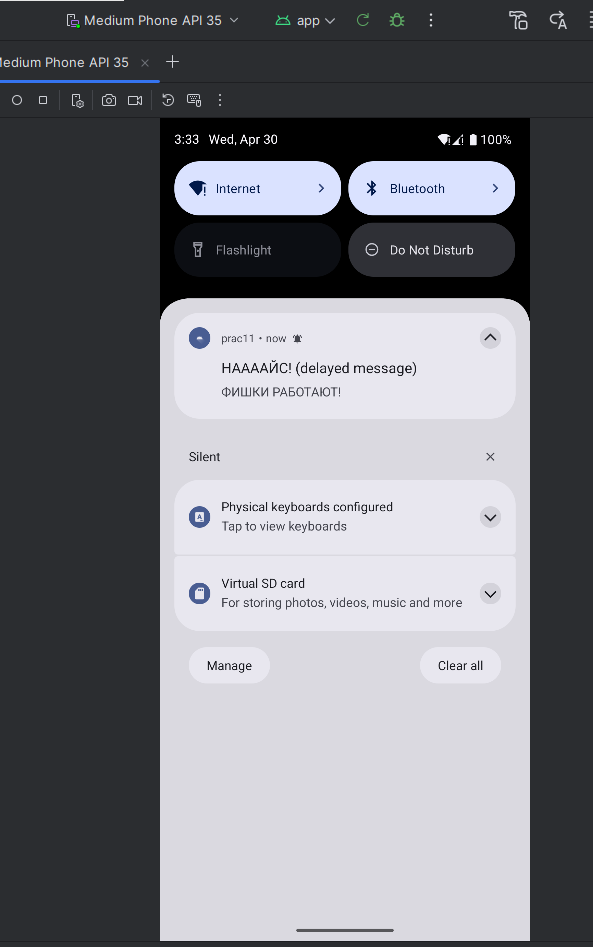 Medium Phone API 35
app
Medium Phone API 35
3:33 Wed, Apr 30
100%
Internet
Bluetooth
Flashlight
Do Not Disturb
prac11 • now
НАААAЙС! (delayed message)
ФИШКИ РАБОТАЮТ!
Silent
Physical keyboards configured
Tap to view keyboards
Virtual SD card
For storing photos, videos, music and more
Manage
Clear all